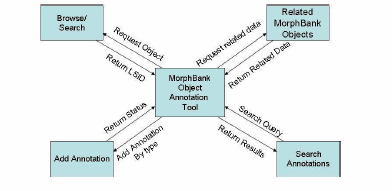 Browse/
Search
Related
MorphBank
Objects
Request Object
Return LSID
Request related data
Return Related Data
MorphBank
Object
Annotation
Tool
Return Status
Add Annotation
By type
Search Query
Return Results
Add Annotation
Search
Annotations